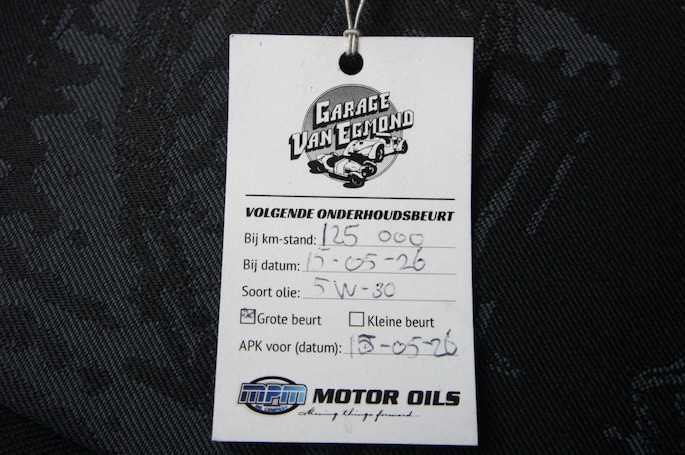 GARAGE
VAN EGMOND
VOLGENDE ONDERHOUDSBEURT
Bij km-stand: 125 000
Bij datum: 15-05-26
Soort olie: 5W-30
Grote beurt Kleine beurt
APK voor (datum): 15-05-26
MPM MOTOR OILS
Moving things forward